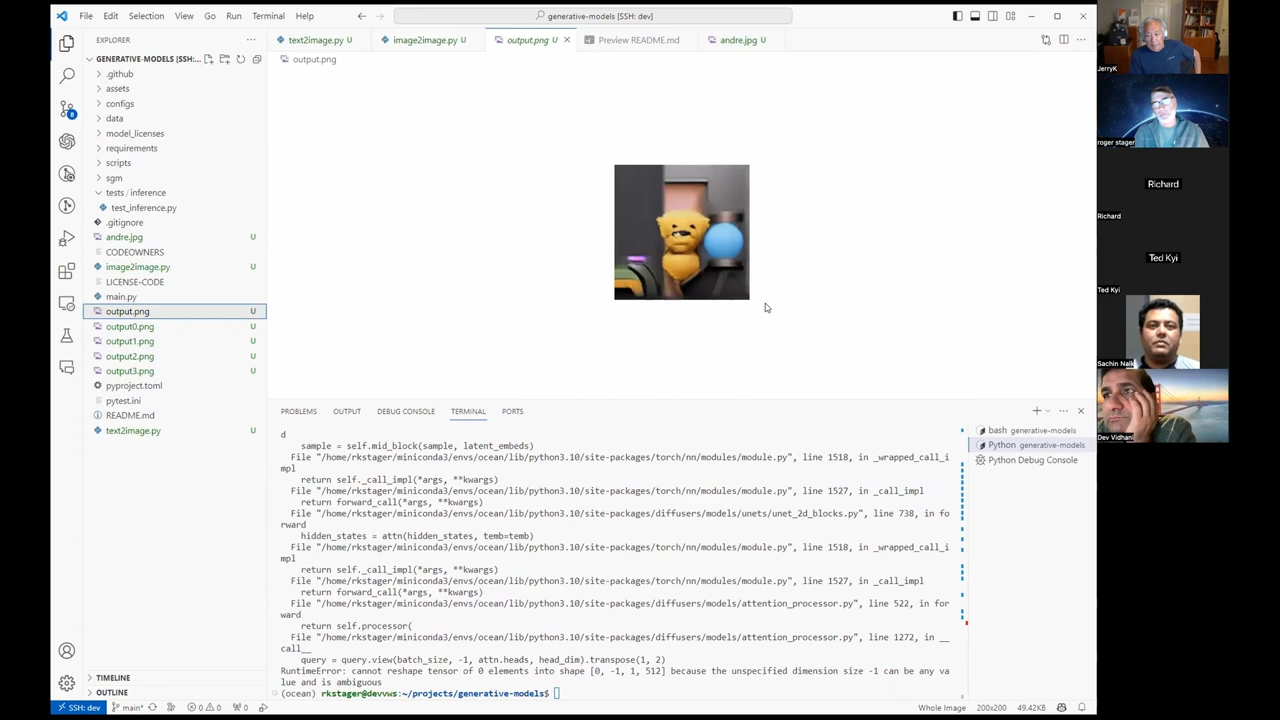 File Edit Selection View Go Run Terminal Help
generative-models [SSH: dev]
EXPLORER
text2image.py U
image2image.py U
output.png U
Preview README.md
andre.jpg U
GENERATIVE-MODELS [SSH:...
output.png
.github
assets
configs
data
model_licenses
requirements
scripts
sgm
tests / inference
test_inference.py
.gitignore
andre.jpg U
CODEOWNERS
image2image.py U
LICENSE-CODE
main.py
output.png U
output0.png U
output1.png U
output2.png U
output3.png U
pyproject.toml
pytest.ini
README.md
text2image.py U
TIMELINE
OUTLINE
8
PROBLEMS OUTPUT DEBUG CONSOLE TERMINAL PORTS
d
sample = self.mid_block(sample, latent_embeds)
File "/home/rkstager/miniconda3/envs/ocean/lib/python3.10/site-packages/torch/nn/modules/module.py", line 1518, in _wrapped_call_i
mpl
return self._call_impl(*args, **kwargs)
File "/home/rkstager/miniconda3/envs/ocean/lib/python3.10/site-packages/torch/nn/modules/module.py", line 1527, in _call_impl
return forward_call(*args, **kwargs)
File "/home/rkstager/miniconda3/envs/ocean/lib/python3.10/site-packages/diffusers/models/unets/unet_2d_blocks.py", line 738, in fo
rward
hidden_states = attn(hidden_states, temb=temb)
File "/home/rkstager/miniconda3/envs/ocean/lib/python3.10/site-packages/torch/nn/modules/module.py", line 1518, in _wrapped_call_i
mpl
return self._call_impl(*args, **kwargs)
File "/home/rkstager/miniconda3/envs/ocean/lib/python3.10/site-packages/torch/nn/modules/module.py", line 1527, in _call_impl
return forward_call(*args, **kwargs)
File "/home/rkstager/miniconda3/envs/ocean/lib/python3.10/site-packages/diffusers/models/attention_processor.py", line 522, in for
ward
return self.processor(
File "/home/rkstager/miniconda3/envs/ocean/lib/python3.10/site-packages/diffusers/models/attention_processor.py", line 1272, in __
call__
query = query.view(batch_size, -1, attn.heads, head_dim).transpose(1, 2)
RuntimeError: cannot reshape tensor of 0 elements into shape [0, -1, 1, 512] because the unspecified dimension size -1 can be any va
lue and is ambiguous
(ocean) rkstager@devvws:~/projects/generative-models$
bash generative-models
Python generative-models
Python Debug Console
SSH: dev
main*
0 0
0
Whole Image
200x200
49.42KB
JerryK
roger stager
Richard
Richard
Ted Kyi
Ted Kyi
Sachin Naik
Dev Vidhani